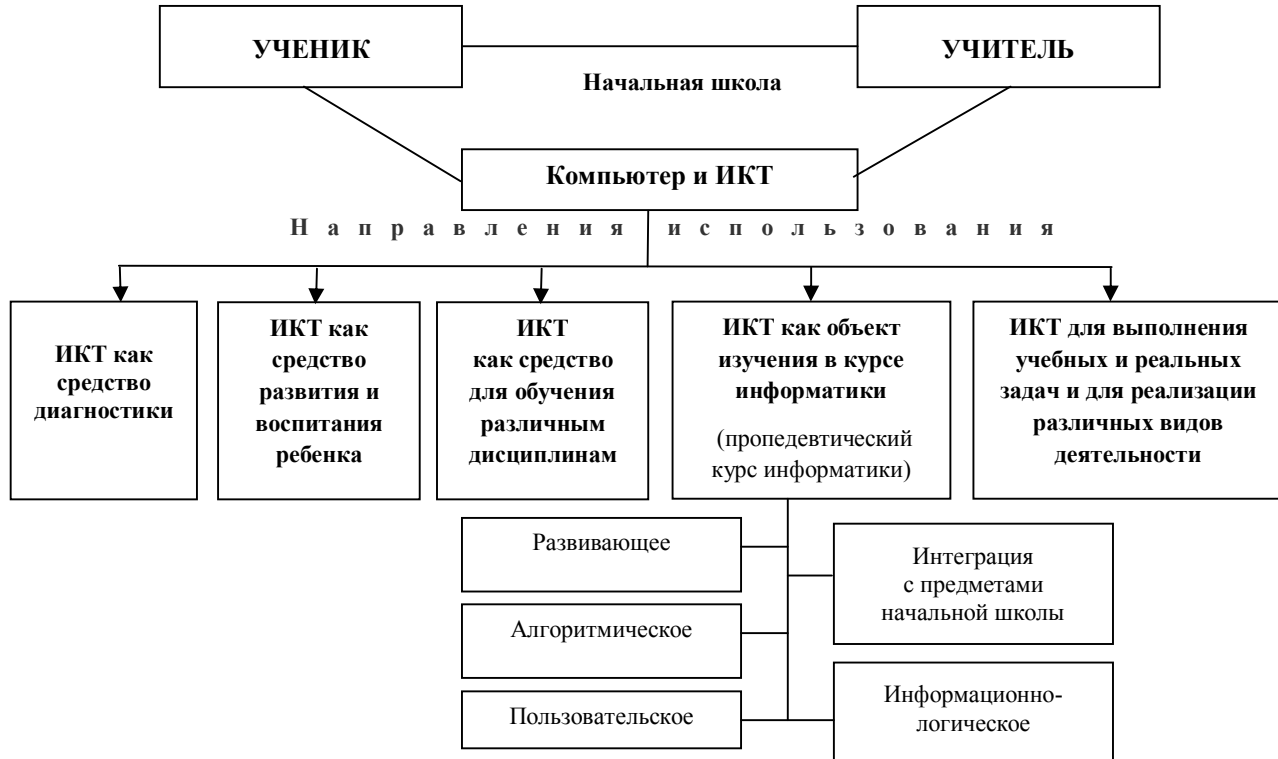 УЧЕНИК
УЧИТЕЛЬ
Начальная школа
Компьютер и ИКТ
Направления использования
ИКТ как
средство
диагностики
ИКТ как
средство
развития и
воспитания
ребенка
ИКТ
как средство
для обучения
различным
дисциплинам
ИКТ как объект
изучения в курсе
информатики
(пропедевтический
курс информатики)
ИКТ для выполнения
учебных и реальных
задач и для реализации
различных видов
деятельности
Развивающее
Алгоритмическое
Пользовательское
Интеграция
с предметами
начальной школы
Информационно-
логическое